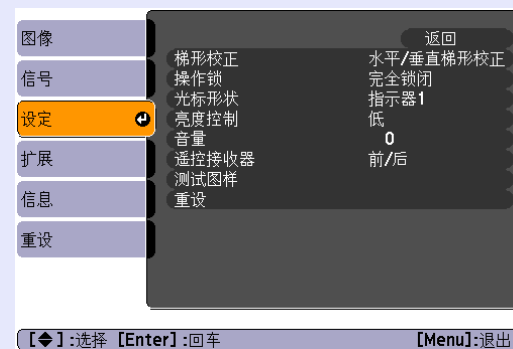 图像
信号
设定
扩展
信息
重设
返回
梯形校正 水平/垂直梯形校正
操作锁 完全锁闭
光标形状 指示器1
亮度控制 低
音量 0
遥控接收器 前/后
测试图样
重设
[◆]:选择 [Enter]:回车 [Menu]:退出